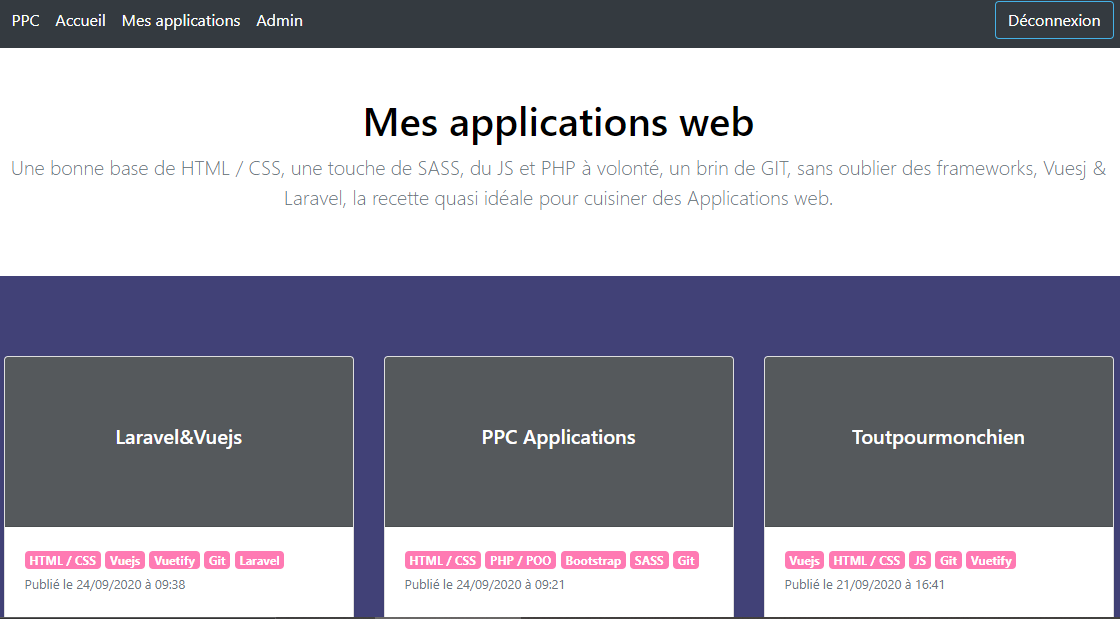 PPC Accueil Mes applications Admin Déconnexion
Mes applications web
Une bonne base de HTML / CSS, une touche de SASS, du JS et PHP à volonté, un brin de GIT, sans oublier des frameworks, Vuesj &
Laravel, la recette quasi idéale pour cuisiner des Applications web.
Laravel&Vuejs
HTML / CSS Vuejs Vuetify Git Laravel
Publié le 24/09/2020 à 09:38
PPC Applications
HTML / CSS PHP / POO Bootstrap SASS Git
Publié le 24/09/2020 à 09:21
Toutpourmonchien
Vuejs HTML / CSS JS Git Vuetify
Publié le 21/09/2020 à 16:41